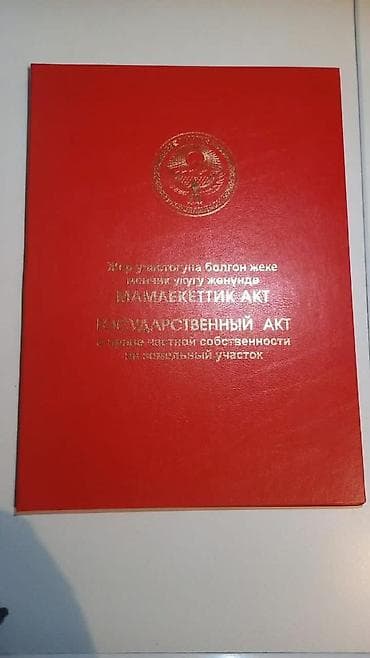 Жер участогуна болгон жеке
менчик укугу жөнүндө
МАМЛЕКЕТТИК АКТ
ГОСУДАРСТВЕННЫЙ АКТ
о праве частной собственности
на земельный участок